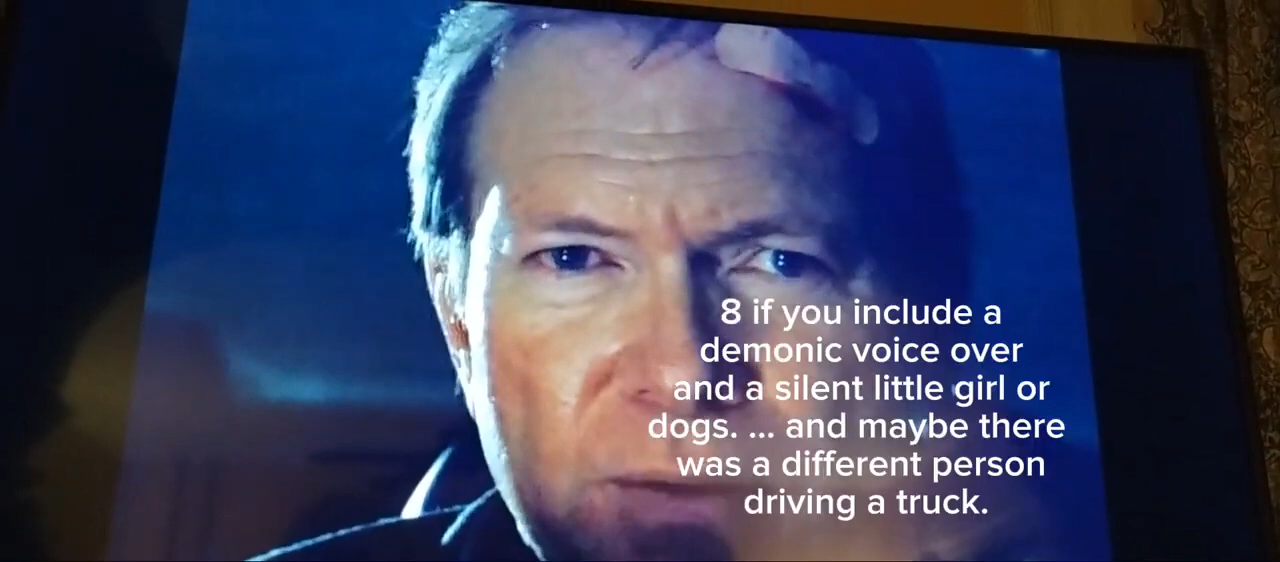 8 if you include a
demonic voice over
and a silent little girl or
dogs. ... and maybe there
was a different person
driving a truck.